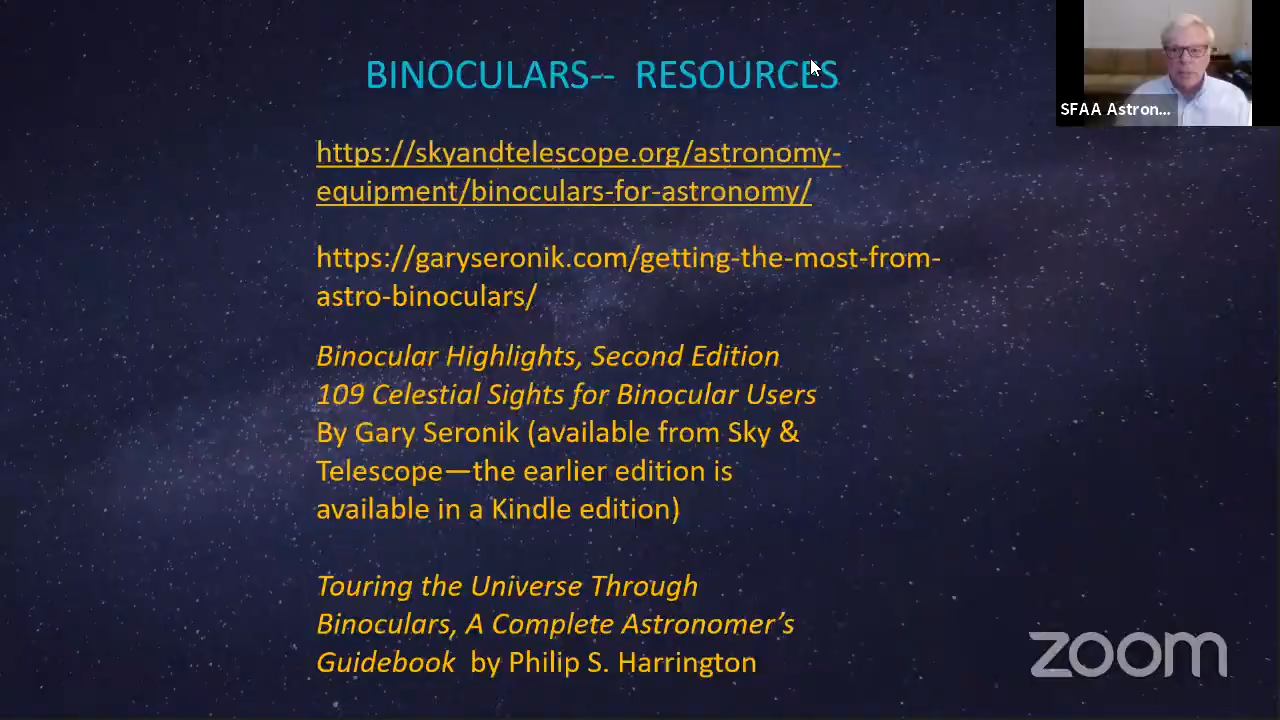 BINOCULARS-- RESOURCES
SFAA Astron...
https://skyandtelescope.org/astronomy-
equipment/binoculars-for-astronomy/
https://garyseronik.com/getting-the-most-from-
astro-binoculars/
Binocular Highlights, Second Edition
109 Celestial Sights for Binocular Users
By Gary Seronik (available from Sky &
Telescope—the earlier edition is
available in a Kindle edition)
Touring the Universe Through
Binoculars, A Complete Astronomer’s
Guidebook by Philip S. Harrington
zoom